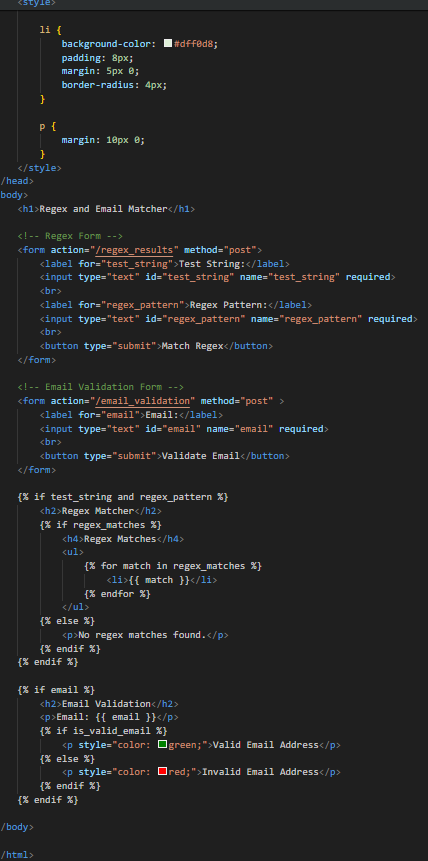 <style>
li {
background-color: #dff0d8;
padding: 8px;
margin: 5px 0;
border-radius: 4px;
}
p {
margin: 10px 0;
}
</style>
/head>
body>
<h1>Regex and Email Matcher</h1>
<!-- Regex Form -->
<form action="/regex_results" method="post">
<label for="test_string">Test String:</label>
<input type="text" id="test_string" name="test_string" required>
<br>
<label for="regex_pattern">Regex Pattern:</label>
<input type="text" id="regex_pattern" name="regex_pattern" required>
<br>
<button type="submit">Match Regex</button>
</form>
<!-- Email Validation Form -->
<form action="/email_validation" method="post" >
<label for="email">Email:</label>
<input type="text" id="email" name="email" required>
<br>
<button type="submit">Validate Email</button>
</form>
{% if test_string and regex_pattern %}
<h2>Regex Matcher</h2>
{% if regex_matches %}
<h4>Regex Matches</h4>
<ul>
{% for match in regex_matches %}
<li>{{ match }}</li>
{% endfor %}
</ul>
{% else %}
<p>No regex matches found.</p>
{% endif %}
{% endif %}
{% if email %}
<h2>Email Validation</h2>
<p>Email: {{ email }}</p>
{% if is_valid_email %}
<p style="color: green;">Valid Email Address</p>
{% else %}
<p style="color: red;">Invalid Email Address</p>
{% endif %}
{% endif %}
/body>
/html>